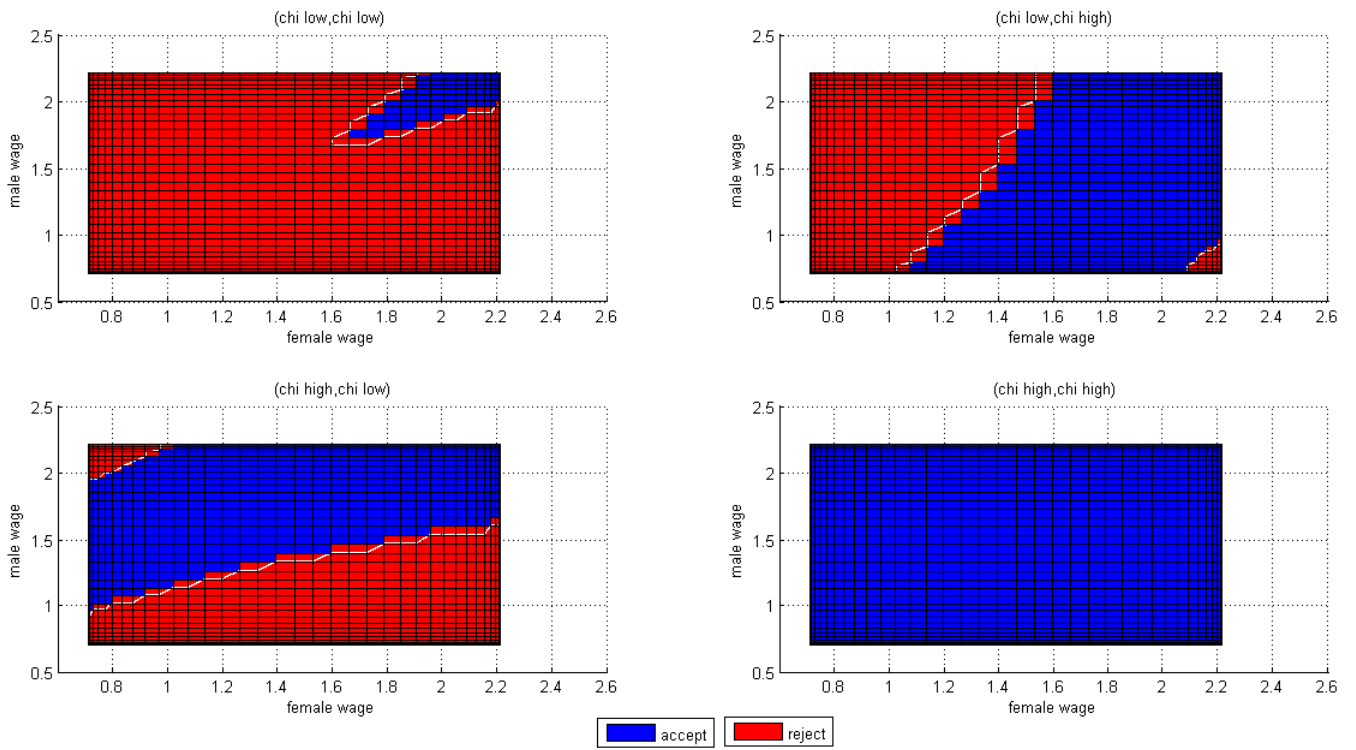 (chi low,chi low)
2.5
2
1.5
1
0.5
male wage
0.8 1 1.2 1.4 1.6 1.8 2 2.2 2.4 2.6
female wage
(chi low,chi high)
2.5
2
1.5
1
0.5
male wage
0.8 1 1.2 1.4 1.6 1.8 2 2.2 2.4 2.6
female wage
(chi high,chi low)
2.5
2
1.5
1
0.5
male wage
0.8 1 1.2 1.4 1.6 1.8 2 2.2 2.4 2.6
female wage
(chi high,chi high)
2.5
2
1.5
1
0.5
male wage
0.8 1 1.2 1.4 1.6 1.8 2 2.2 2.4 2.6
female wage
accept reject